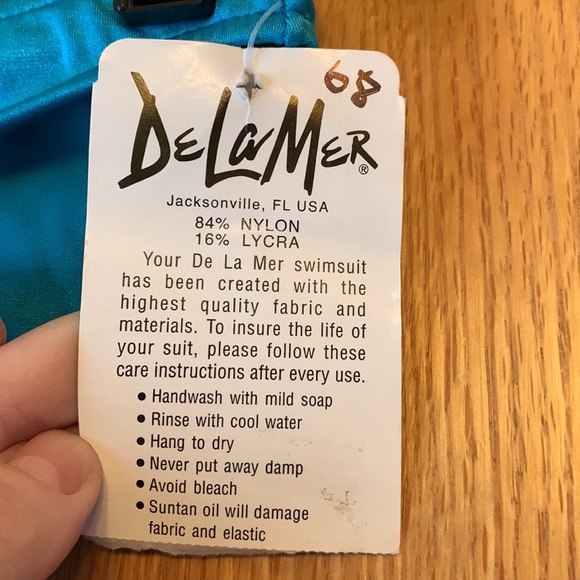 68
DE LA MER®
Jacksonville, FL USA
84% NYLON
16% LYCRA
Your De La Mer swimsuit
has been created with the
highest quality fabric and
materials. To insure the life of
your suit, please follow these
care instructions after every use.
• Handwash with mild soap
• Rinse with cool water
• Hang to dry
• Never put away damp
• Avoid bleach
• Suntan oil will damage
fabric and elastic